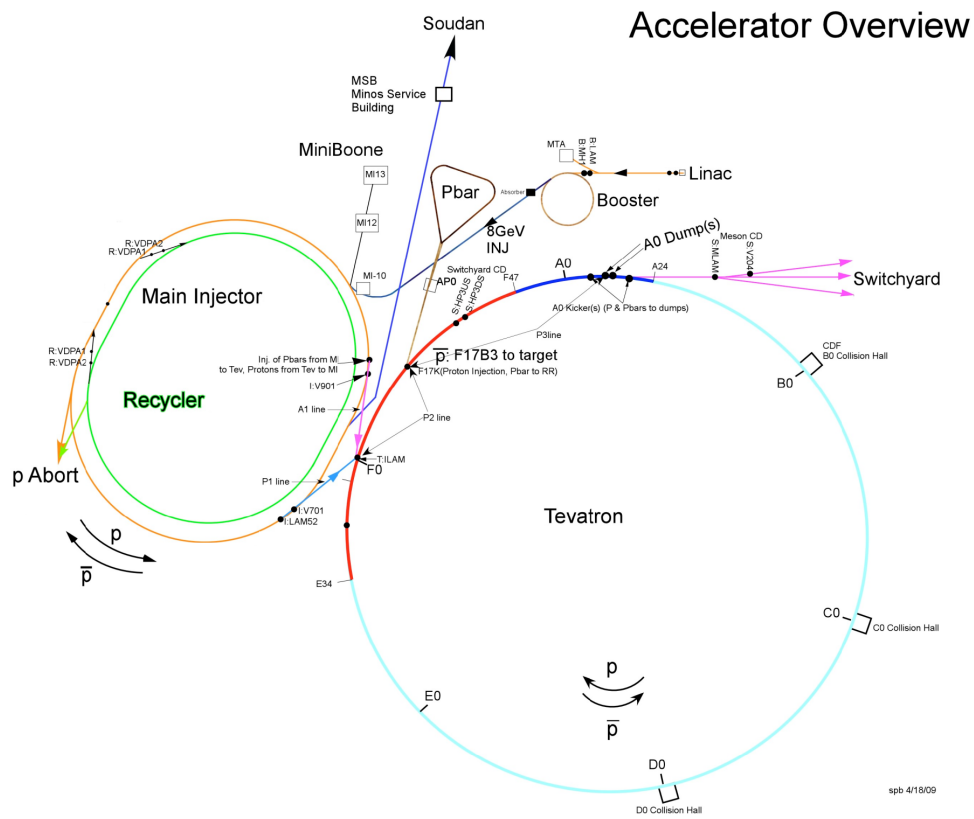 Accelerator Overview
Soudan
MSB
Minos Service
Building
MiniBoone
MI13
MI12
MI-10
MTA
B:MH1
B:LAM
Linac
Absorber
Booster
Pbar
8GeV
INJ
AP0
Switchyard CD
S:HP3US
S:HP3DS
F47
A0
A0 Dump(s)
A24
S:MLAM
Meson CD
S:V204
Switchyard
A0 Kicker(s) (P & Pbars to dumps)
P3line
R:VDPA2
R:VDPA1
Main Injector
R:VDPA1
R:VDPA2
Recycler
Inj. of Pbars from MI
to Tev, Protons from Tev to MI
I:V901
A1 line
p̅: F17B3 to target
F17K(Proton Injection, Pbar to RR)
P2 line
CDF
B0 Collision Hall
B0
T:ILAM
F0
p Abort
P1 line
I:V701
I:LAM52
Tevatron
p
p̅
E34
C0
C0 Collision Hall
p
p̅
E0
D0
D0 Collision Hall
spb 4/18/09